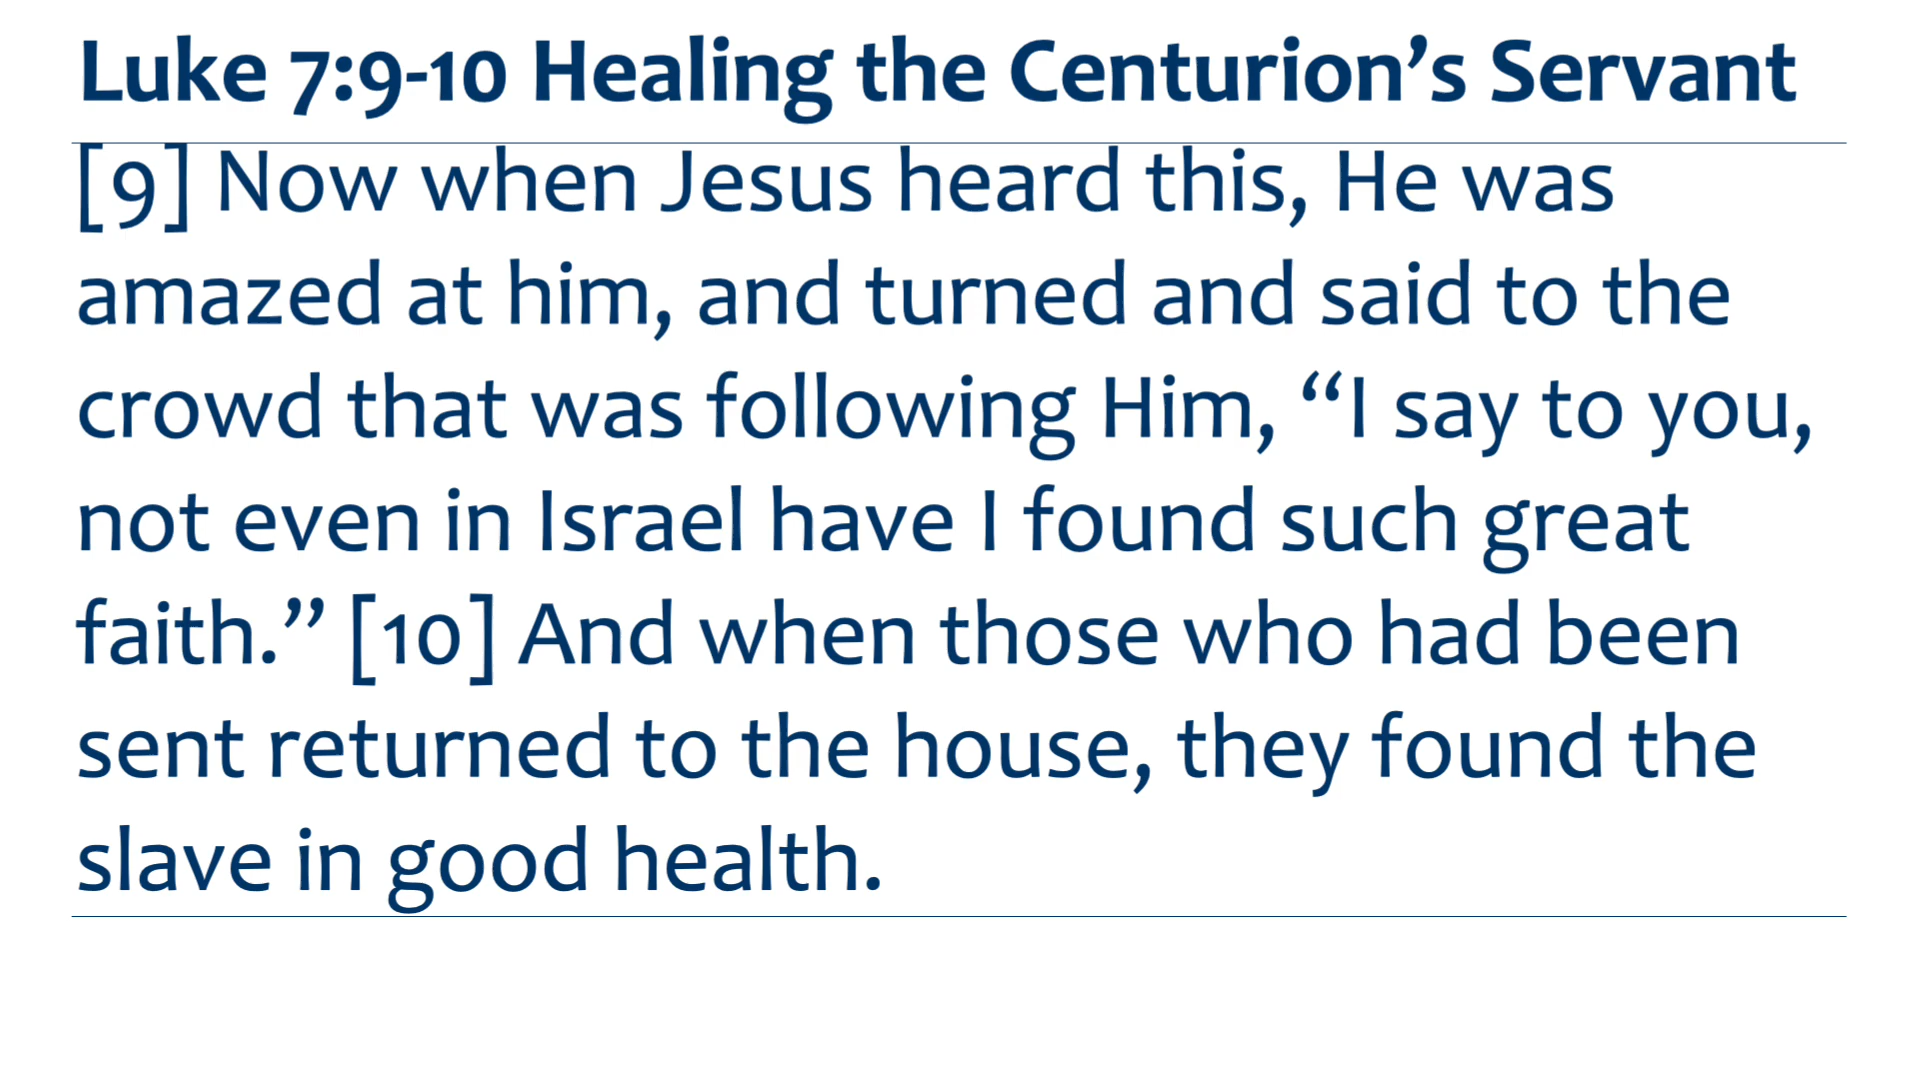 Luke 7:9-10 Healing the Centurion’s Servant
[9] Now when Jesus heard this, He was
amazed at him, and turned and said to the
crowd that was following Him, “I say to you,
not even in Israel have I found such great
faith.” [10] And when those who had been
sent returned to the house, they found the
slave in good health.